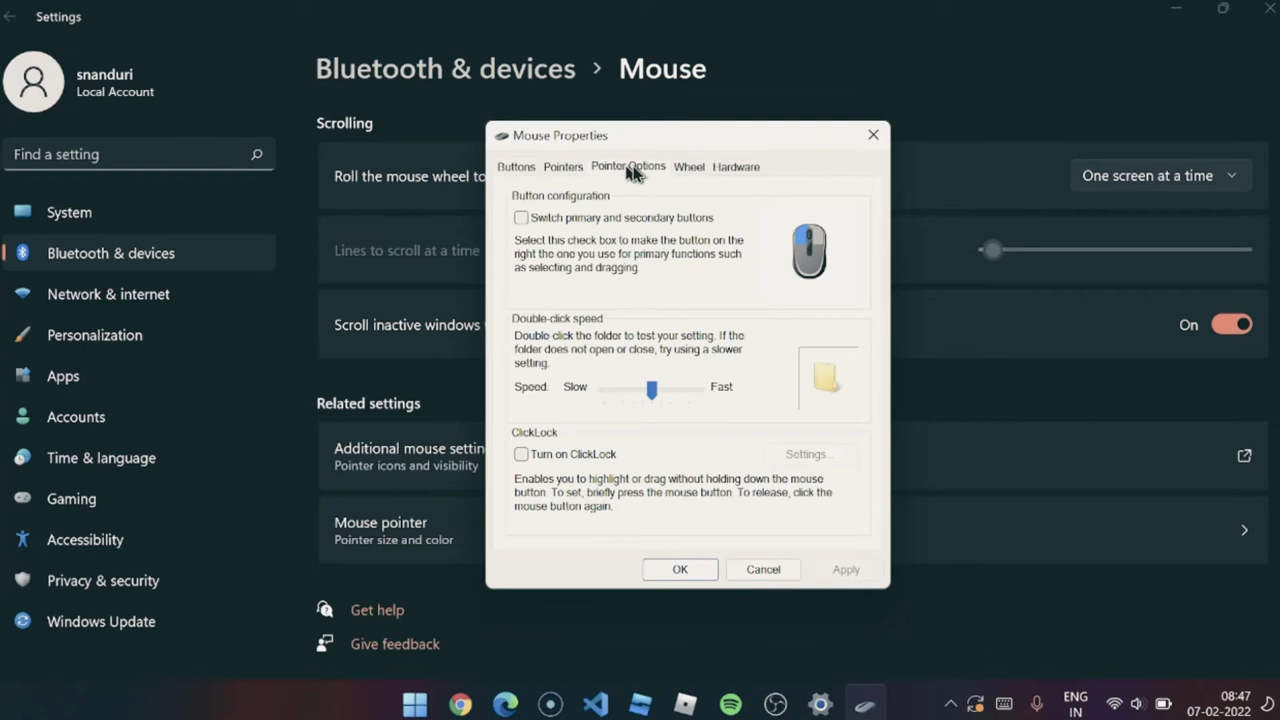 Settings
snanduri
Local Account
Find a setting
System
Bluetooth & devices
Network & internet
Personalization
Apps
Accounts
Time & language
Gaming
Accessibility
Privacy & security
Windows Update
Bluetooth & devices > Mouse
Scrolling
Roll the mouse wheel to
One screen at a time
Lines to scroll at a time
Scroll inactive windows
On
Related settings
Additional mouse settin
Pointer icons and visibility
Mouse pointer
Pointer size and color
Get help
Give feedback
Mouse Properties
Buttons Pointers Pointer Options Wheel Hardware
Button configuration
Switch primary and secondary buttons
Select this check box to make the button on the
right the one you use for primary functions such
as selecting and dragging.
Double-click speed
Double-click the folder to test your setting. If the
folder does not open or close, try using a slower
setting.
Speed: Slow Fast
ClickLock
Turn on ClickLock
Settings...
Enables you to highlight or drag without holding down the mouse
button. To set, briefly press the mouse button. To release, click the
mouse button again.
OK Cancel Apply
ENG
IN
08:47
07-02-2022